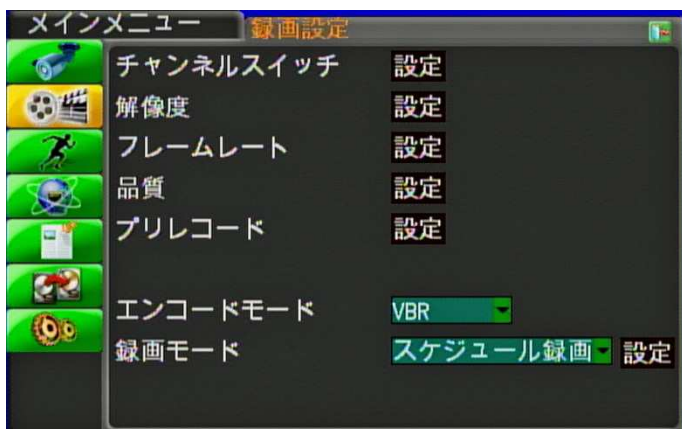 メインメニュー 録画設定
チャンネルスイッチ 設定
解像度 設定
フレームレート 設定
品質 設定
プリレコード 設定
エンコードモード VBR
録画モード スケジュール録画 設定